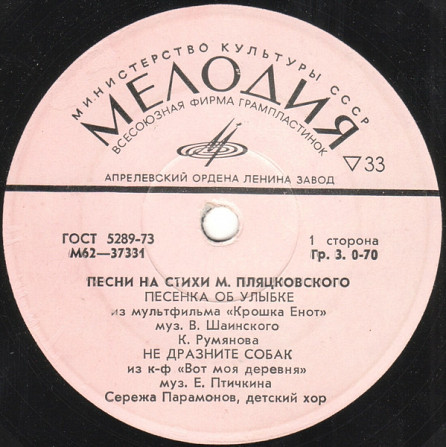 МИНИСТЕРСТВО КУЛЬТУРЫ СССР
МЕЛОДИЯ
ВСЕСОЮЗНАЯ ФИРМА ГРАМПЛАСТИНОК
▽33
АПРЕЛЕВСКИЙ ОРДЕНА ЛЕНИНА ЗАВОД
ГОСТ 5289-73
М62—37331
1 сторона
Гр. 3. 0-70
ПЕСНИ НА СТИХИ М. ПЛЯЦКОВСКОГО
ПЕСЕНКА ОБ УЛЫБКЕ
из мультфильма «Крошка Енот»
муз. В. Шаинского
К. Румянова
НЕ ДРАЗНИТЕ СОБАК
из к-ф «Вот моя деревня»
муз. Е. Птичкина
Сережа Парамонов, детский хор